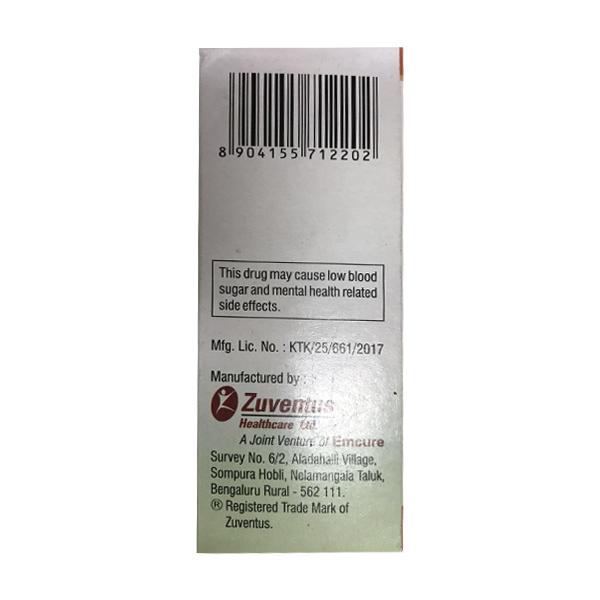 8 904155 712202
This drug may cause low blood
sugar and mental health related
side effects.
Mfg. Lic. No. : KTK/25/661/2017
Manufactured by :
Zuventus
Healthcare Ltd.
A Joint Venture of Emcure
Survey No. 6/2, Aladahalli Village,
Sompura Hobli, Nelamangala Taluk,
Bengaluru Rural - 562 111.
® Registered Trade Mark of
Zuventus.